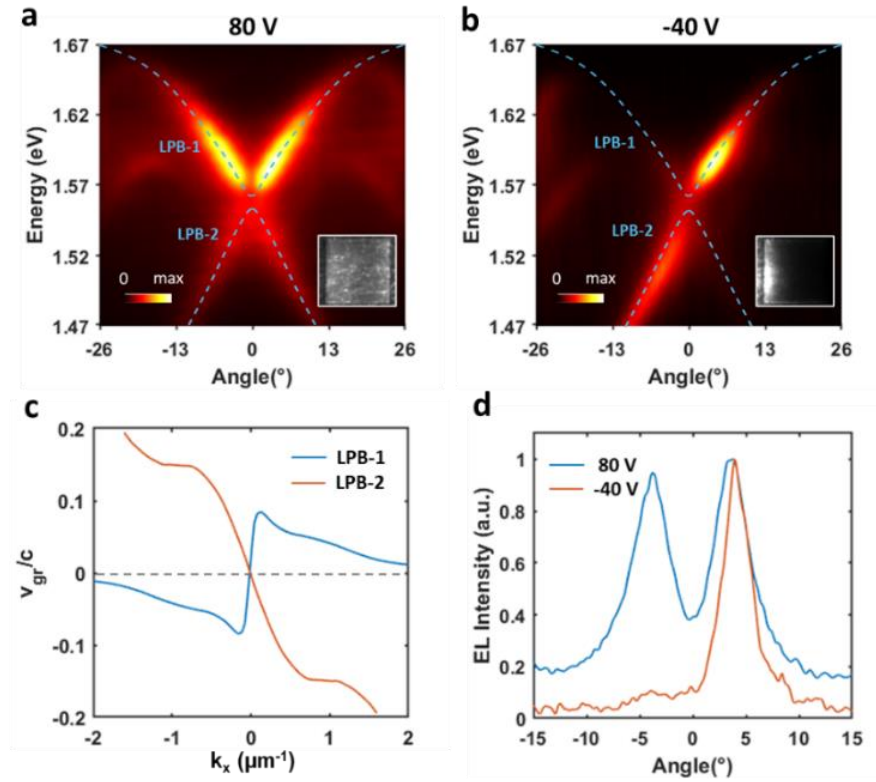 a
80 V
Energy (eV)
1.67
1.62
1.57
1.52
1.47
LPB-1
LPB-2
0 max
-26 -13 0 13 26
Angle(°)
b
-40 V
Energy (eV)
1.67
1.62
1.57
1.52
1.47
LPB-1
LPB-2
0 max
-26 -13 0 13 26
Angle(°)
c
v_gr/c
0.2
0.1
0
-0.1
-0.2
LPB-1
LPB-2
-2 -1 0 1 2
k_x (µm⁻¹)
d
EL Intensity (a.u.)
1
0.8
0.6
0.4
0.2
0
80 V
-40 V
-15 -10 -5 0 5 10 15
Angle(°)